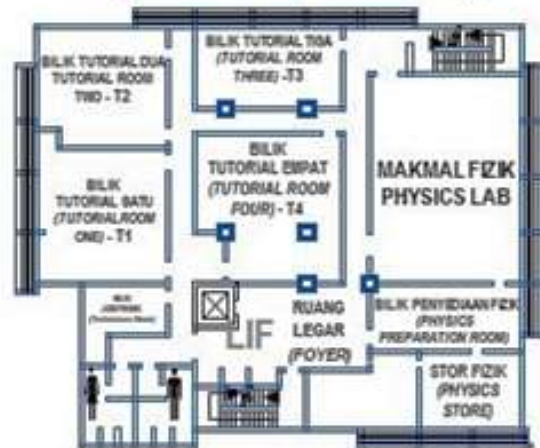 BILIK TUTORIAL DUA
TUTORIAL ROOM
TWO - T2
BILIK TUTORIAL TIGA
(TUTORIAL ROOM
THREE) - T3
BILIK
TUTORIAL EMPAT
(TUTORIAL ROOM
FOUR) - T4
MAKMAL FIZIK
PHYSICS LAB
BILIK
TUTORIAL SATU
(TUTORIALROOM
ONE) - T1
LIF
RUANG
LEGAR
(FOYER)
BILIK PENYEDIAAN FIZIK
(PHYSICS
PREPARATION ROOM)
STOR FIZIK
(PHYSICS
STORE)